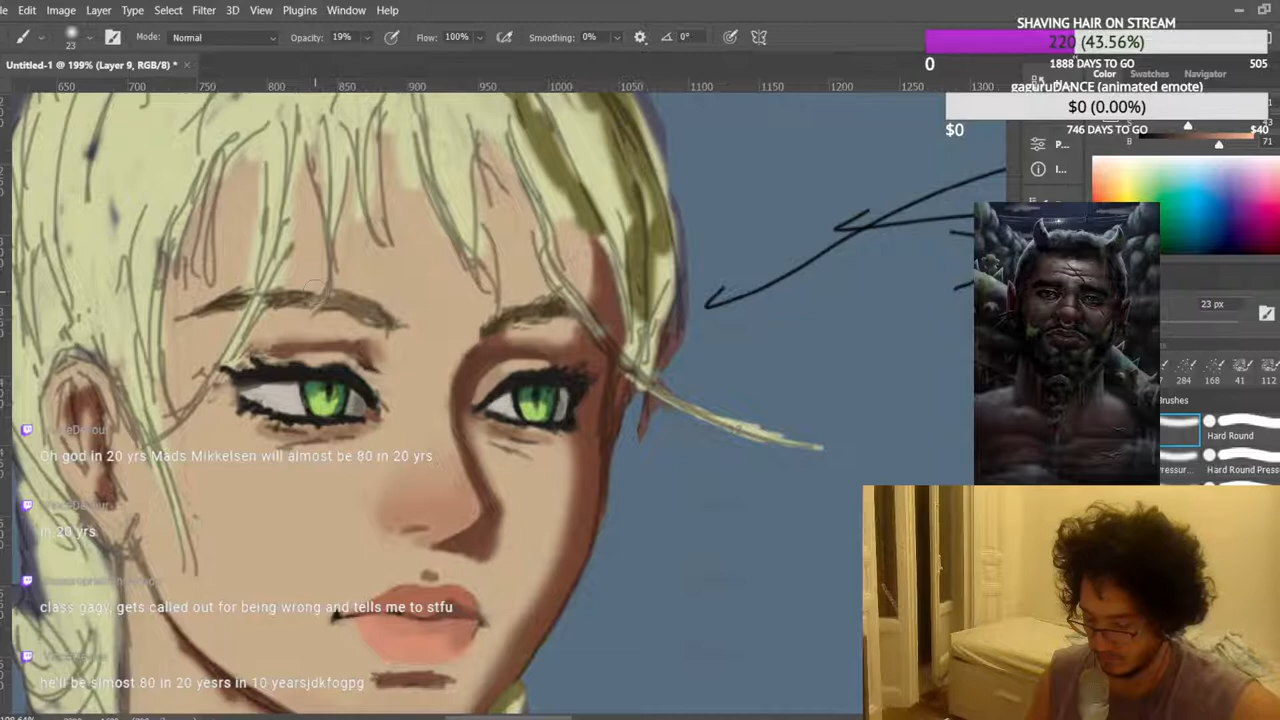 Edit Image Layer Type Select Filter 3D View Plugins Window Help
23 Mode: Normal Opacity: 19% Flow: 100% Smoothing: 0% 0°
Untitled-1 @ 199% (Layer 9, RGB/8) *
650 700 750 800 850 900 950 1000 1050 1100 1150 1200 1250 1300
SHAVING HAIR ON STREAM
220 (43.56%)
0 1888 DAYS TO GO 505
Color Swatches Navigator
gaguruDANCE (animated emote)
$0 (0.00%)
$0 746 DAYS TO GO $40
B 71
P...
I...
23 px
284 168 41 112
Brushes
Hard Round
Pressur... Hard Round Press
Oh god in 20 yrs Mads Mikkelsen will almost be 80 in 20 yrs
in 20 yrs
class gagy, gets called out for being wrong and tells me to stfu
he'll be slmost 80 in 20 yesrs in 10 yearsjdkfogpg